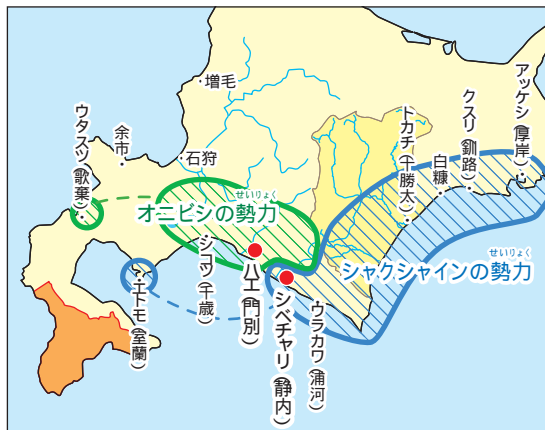 増毛
ウタスツ(歌棄)
余市
石狩
せいりょく
オニビシの勢力
シコツ(千歳)
ハエ(門別)
シベチャリ(静内)
ウラカワ(浦河)
エトモ(室蘭)
トカチ(十勝太)
白糠
クスリ(釧路)
アッケシ(厚岸)
せいりょく
シャクシャインの勢力